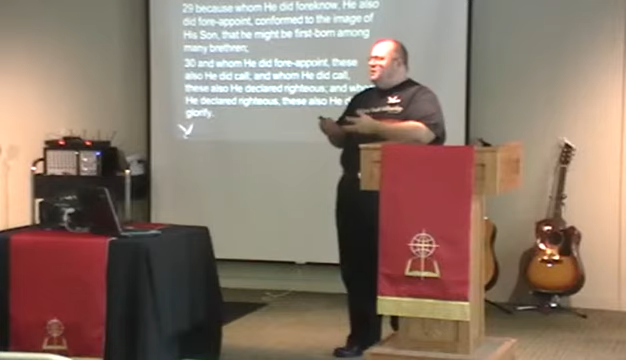 29 because whom He did foreknow, He also
did fore-appoint, conformed to the image of
His Son, that he might be first-born among
many brethren;
30 and whom He did fore-appoint, these
also He did call; and whom He did call,
these also He declared righteous; and
He declared righteous, these also He
glorify.